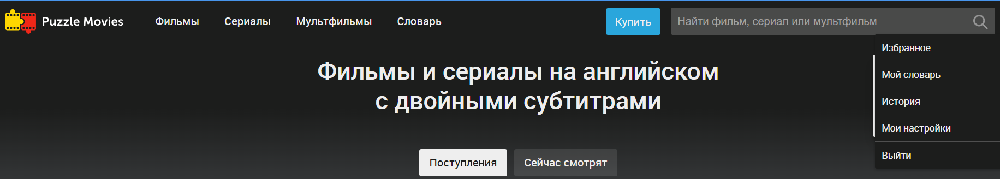 Puzzle Movies
Фильмы
Сериалы
Мультфильмы
Словарь
Купить
Найти фильм, сериал или мультфильм
Избранное
Мой словарь
История
Мои настройки
Выйти
Фильмы и сериалы на английском
с двойными субтитрами
Поступления
Сейчас смотрят